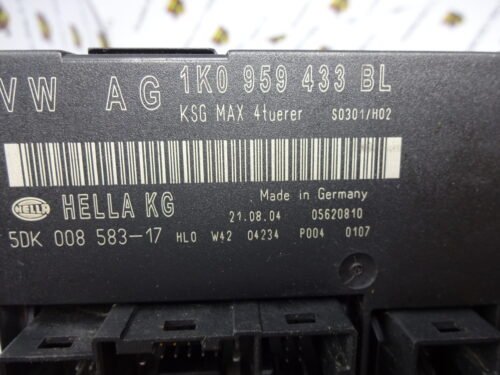 VW AG 1K0 959 433 BL
KSG MAX 4tuerer S0301/H02
Made in Germany
HELLA HELLA KG
21.08.04 05620810
5DK 008 583-17 HL0 W42 04234 P004 0107